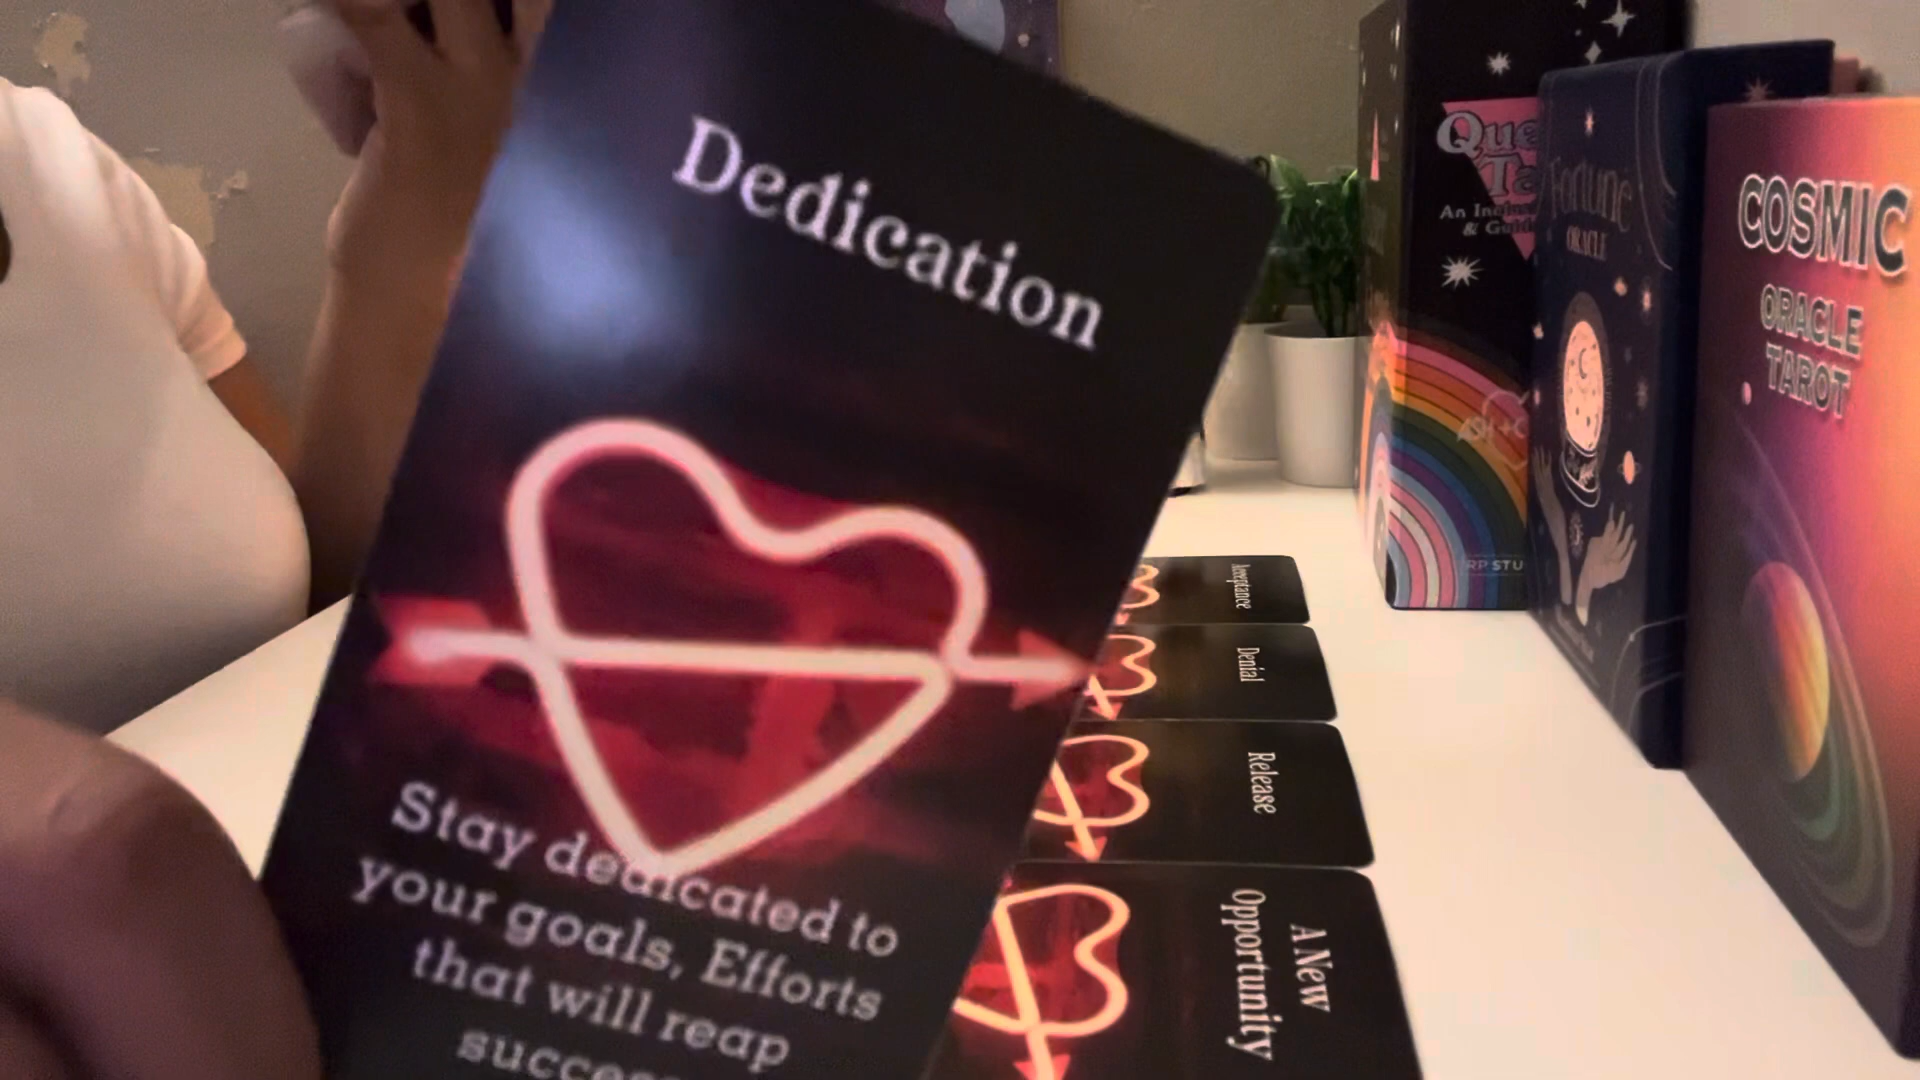 Dedication
Stay dedicated to
your goals, Efforts
that will reap
Acceptance
Denial
Release
A New
Opportunity
An
&
Fortune
ORACLE
COSMIC
ORACLE
TAROT